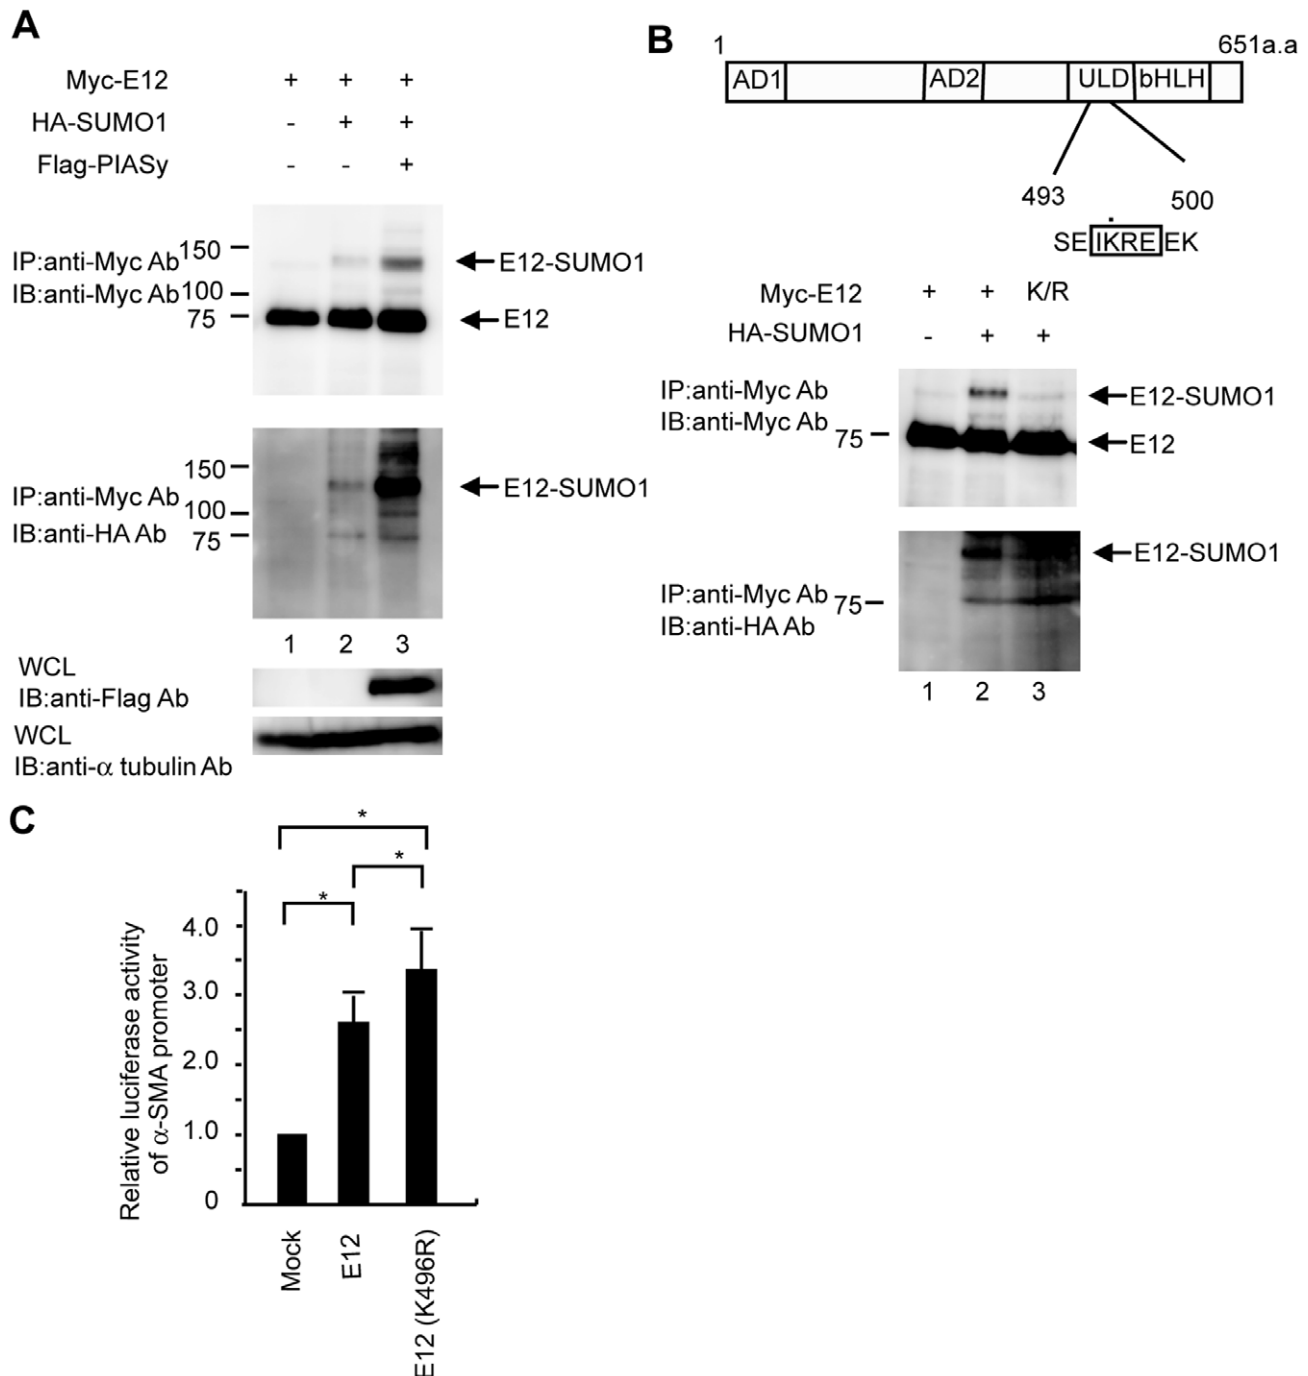 A
Myc-E12 + + +
HA-SUMO1 - + +
Flag-PIASy - - +
IP:anti-Myc Ab
IB:anti-Myc Ab
150
100
75
E12-SUMO1
E12
IP:anti-Myc Ab
IB:anti-HA Ab
150
100
75
E12-SUMO1
1 2 3
WCL
IB:anti-Flag Ab
WCL
IB:anti-α tubulin Ab
B
1 651a.a
AD1 AD2 ULD bHLH
493 500
SE IKRE EK
Myc-E12 + + K/R
HA-SUMO1 - + +
IP:anti-Myc Ab
IB:anti-Myc Ab
75
E12-SUMO1
E12
IP:anti-Myc Ab
IB:anti-HA Ab
75
E12-SUMO1
1 2 3
C
* * *
Relative luciferase activity
of α-SMA promoter
4.0
3.0
2.0
1.0
0
Mock
E12
E12 (K496R)